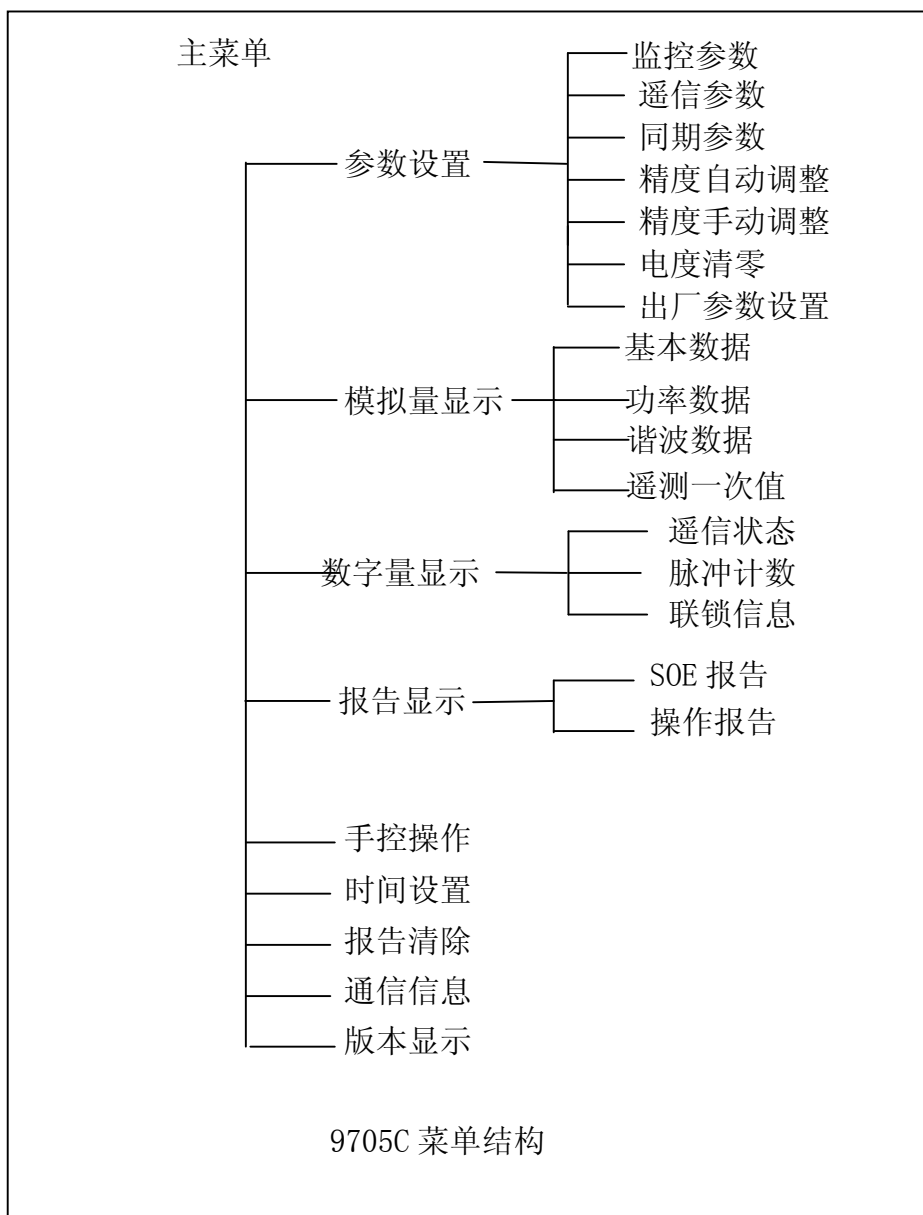 主菜单
监控参数
遥信参数
同期参数
参数设置
精度自动调整
精度手动调整
电度清零
出厂参数设置
基本数据
模拟量显示
功率数据
谐波数据
遥测一次值
遥信状态
数字量显示
脉冲计数
联锁信息
SOE 报告
报告显示
操作报告
手控操作
时间设置
报告清除
通信信息
版本显示
9705C 菜单结构